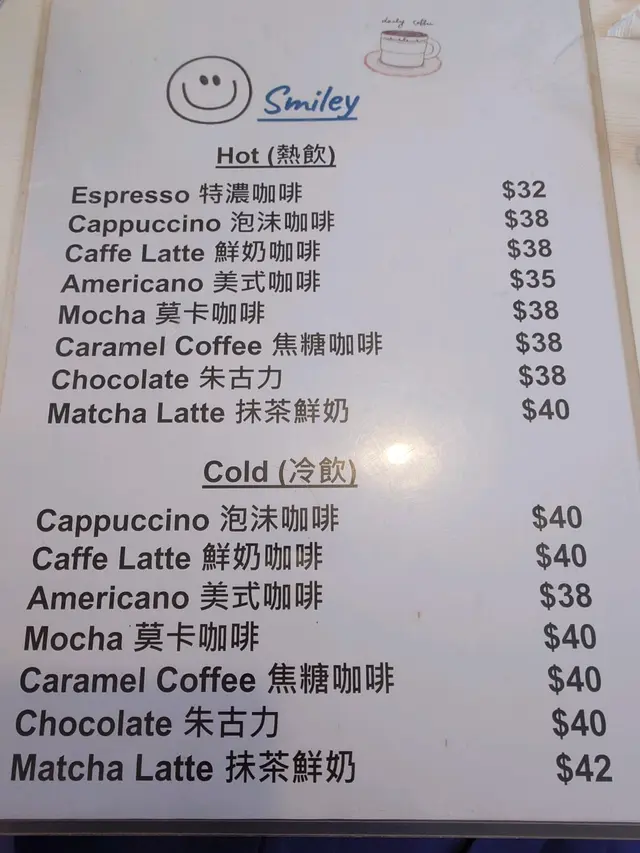 daily coffee
Smiley
Hot (熱飲)
Espresso 特濃咖啡 $32
Cappuccino 泡沫咖啡 $38
Caffe Latte 鮮奶咖啡 $38
Americano 美式咖啡 $35
Mocha 莫卡咖啡 $38
Caramel Coffee 焦糖咖啡 $38
Chocolate 朱古力 $38
Matcha Latte 抹茶鮮奶 $40
Cold (冷飲)
Cappuccino 泡沫咖啡 $40
Caffe Latte 鮮奶咖啡 $40
Americano 美式咖啡 $38
Mocha 莫卡咖啡 $40
Caramel Coffee 焦糖咖啡 $40
Chocolate 朱古力 $40
Matcha Latte 抹茶鮮奶 $42